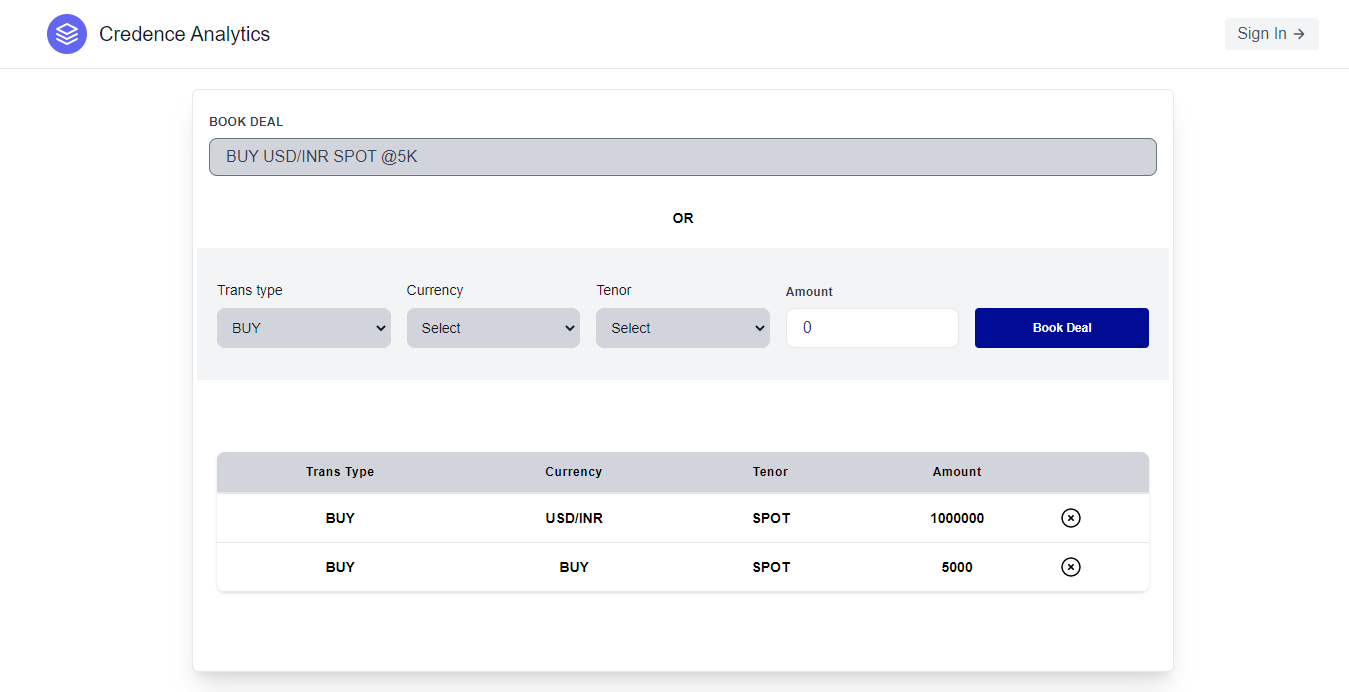 Credence Analytics
Sign In →
BOOK DEAL
BUY USD/INR SPOT @5K
OR
Trans type Currency Tenor Amount
BUY Select Select 0 Book Deal
Trans Type Currency Tenor Amount
BUY USD/INR SPOT 1000000
BUY BUY SPOT 5000